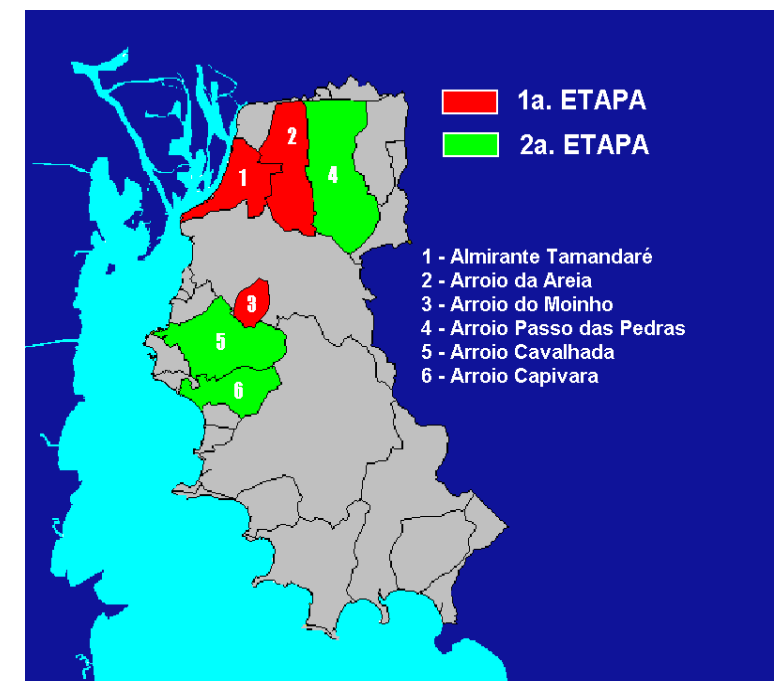 1a. ETAPA
2a. ETAPA
1
2
4
3
5
6
1 - Almirante Tamandaré
2 - Arroio da Areia
3 - Arroio do Moinho
4 - Arroio Passo das Pedras
5 - Arroio Cavalhada
6 - Arroio Capivara